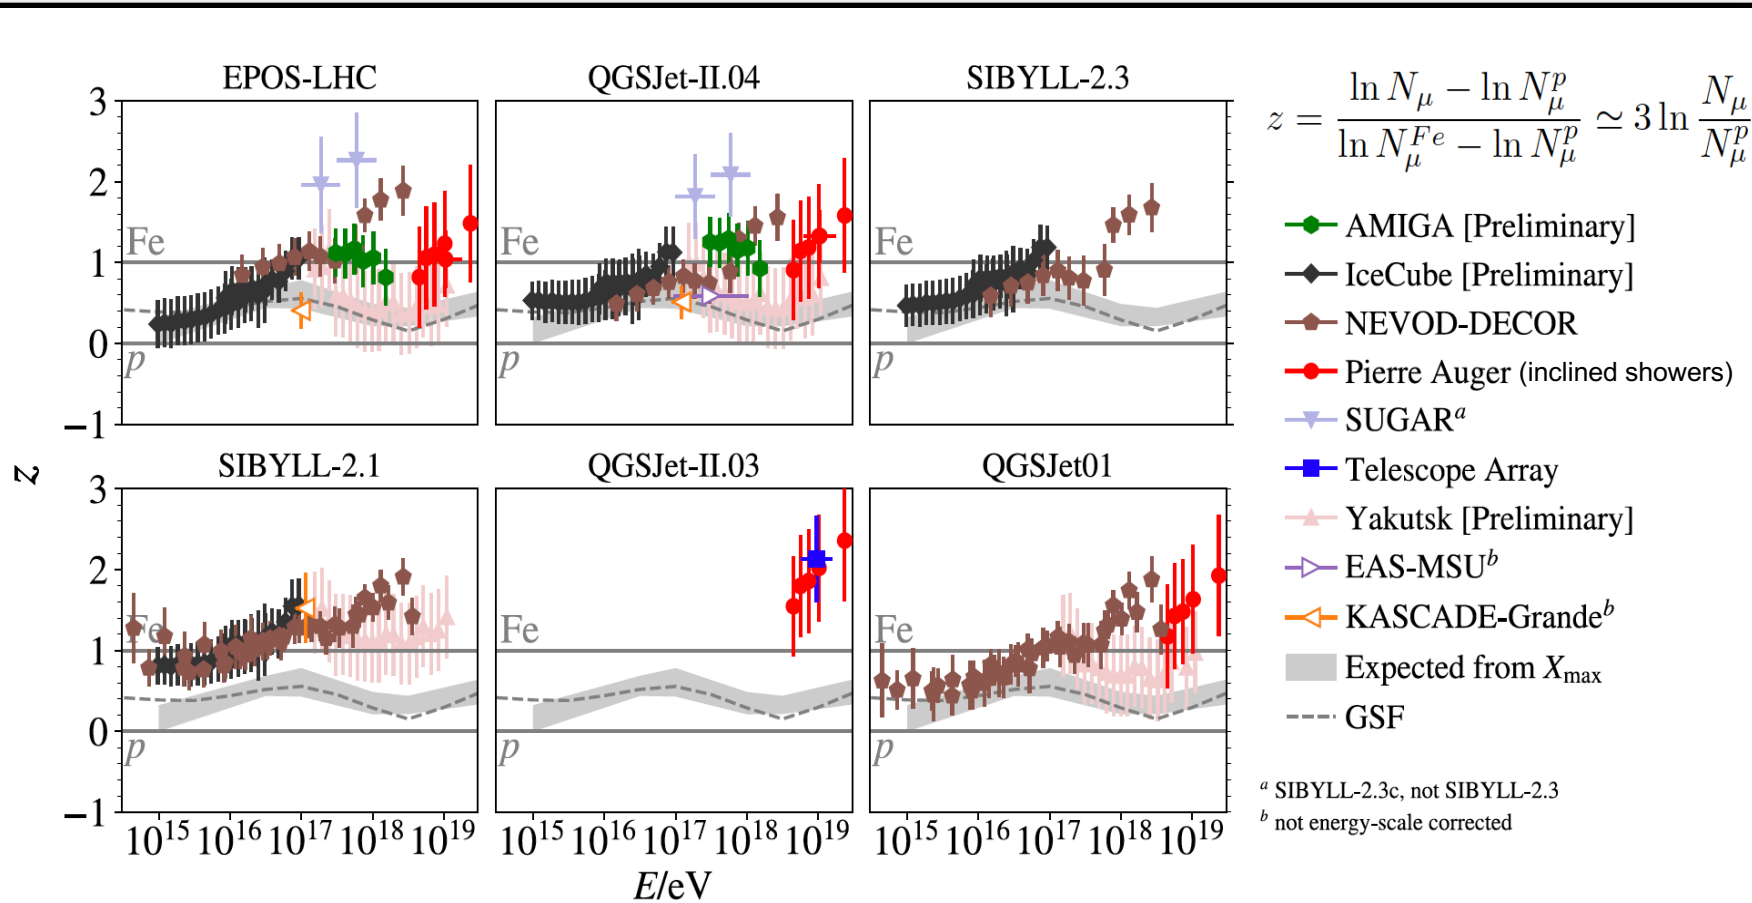 EPOS-LHC QGSJet-II.04 SIBYLL-2.3
z = (ln N_μ − ln N_μ^p) / (ln N_μ^Fe − ln N_μ^p) ≃ 3 ln N_μ / N_μ^p
3
2
1
0
−1
Fe Fe Fe
p p p
SIBYLL-2.1 QGSJet-II.03 QGSJet01
3
2
1
0
−1
Fe Fe Fe
p p p
z
10^15 10^16 10^17 10^18 10^19 10^15 10^16 10^17 10^18 10^19 10^15 10^16 10^17 10^18 10^19
E/eV
AMIGA [Preliminary]
IceCube [Preliminary]
NEVOD-DECOR
Pierre Auger (inclined showers)
SUGAR^a
Telescope Array
Yakutsk [Preliminary]
EAS-MSU^b
KASCADE-Grande^b
Expected from X_max
GSF
^a SIBYLL-2.3c, not SIBYLL-2.3
^b not energy-scale corrected